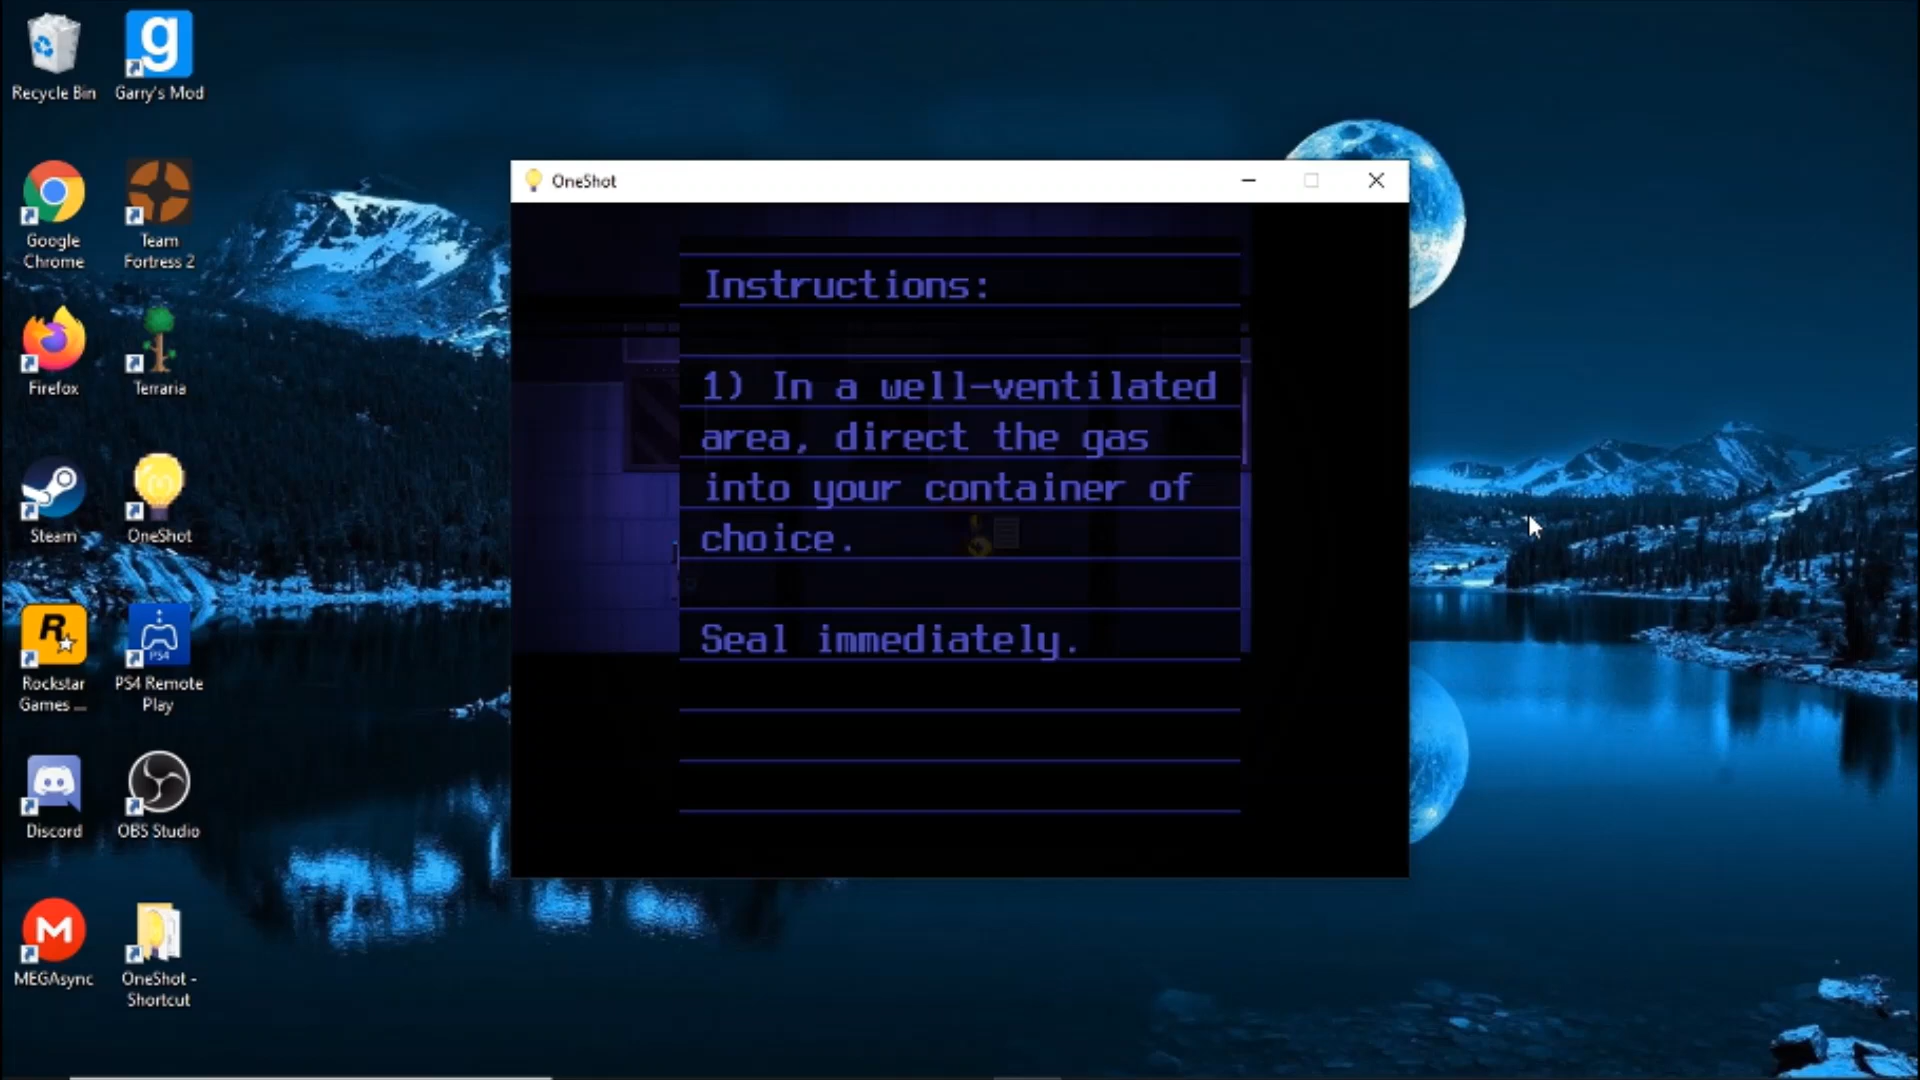 Recycle Bin
Garry's Mod
Google
Chrome
Team
Fortress 2
Firefox
Terraria
Steam
OneShot
Rockstar
Games ...
PS4
PS4 Remote
Play
Discord
OBS Studio
MEGAsync
OneShot -
Shortcut
OneShot
Instructions:
1) In a well-ventilated
area, direct the gas
into your container of
choice.
Seal immediately.